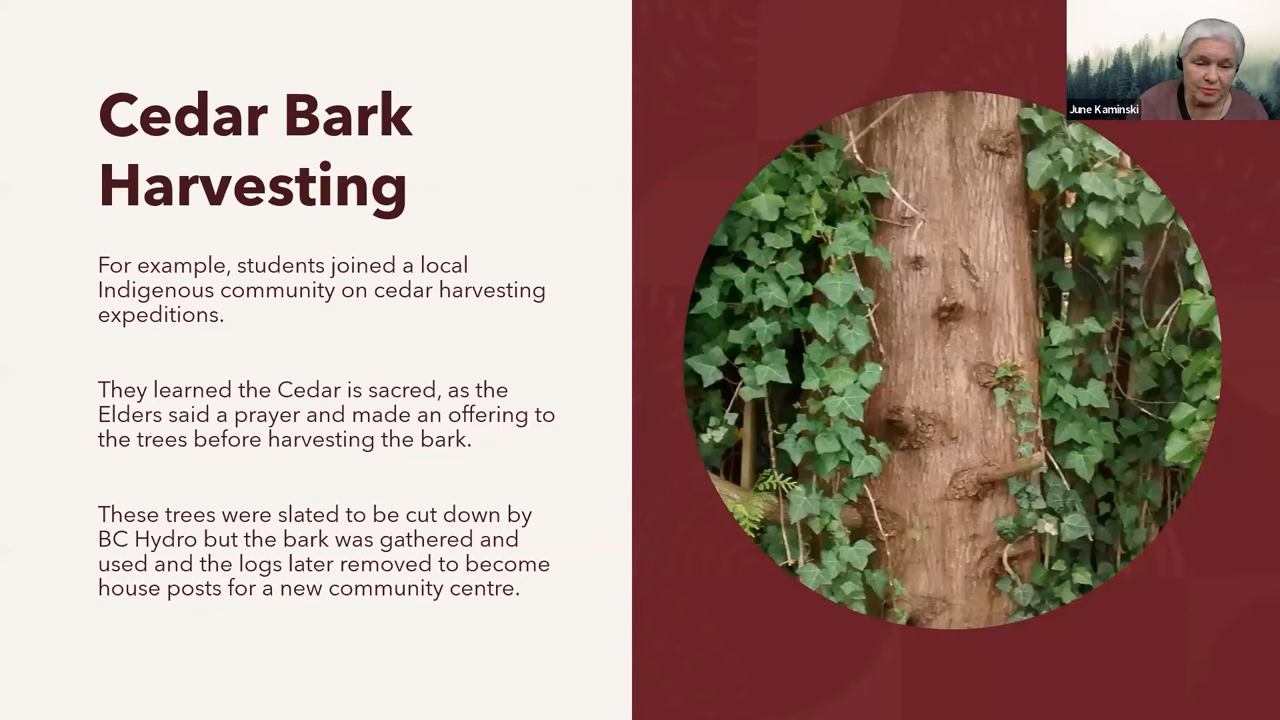 Cedar Bark
Harvesting
For example, students joined a local
Indigenous community on cedar harvesting
expeditions.
They learned the Cedar is sacred, as the
Elders said a prayer and made an offering to
the trees before harvesting the bark.
These trees were slated to be cut down by
BC Hydro but the bark was gathered and
used and the logs later removed to become
house posts for a new community centre.
June Kaminski